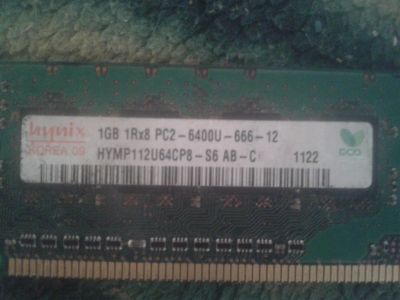 hynix
KOREA 09
1GB 1Rx8 PC2-6400U-666-12
HYMP112U64CP8-S6 AB-C
1122
ECO